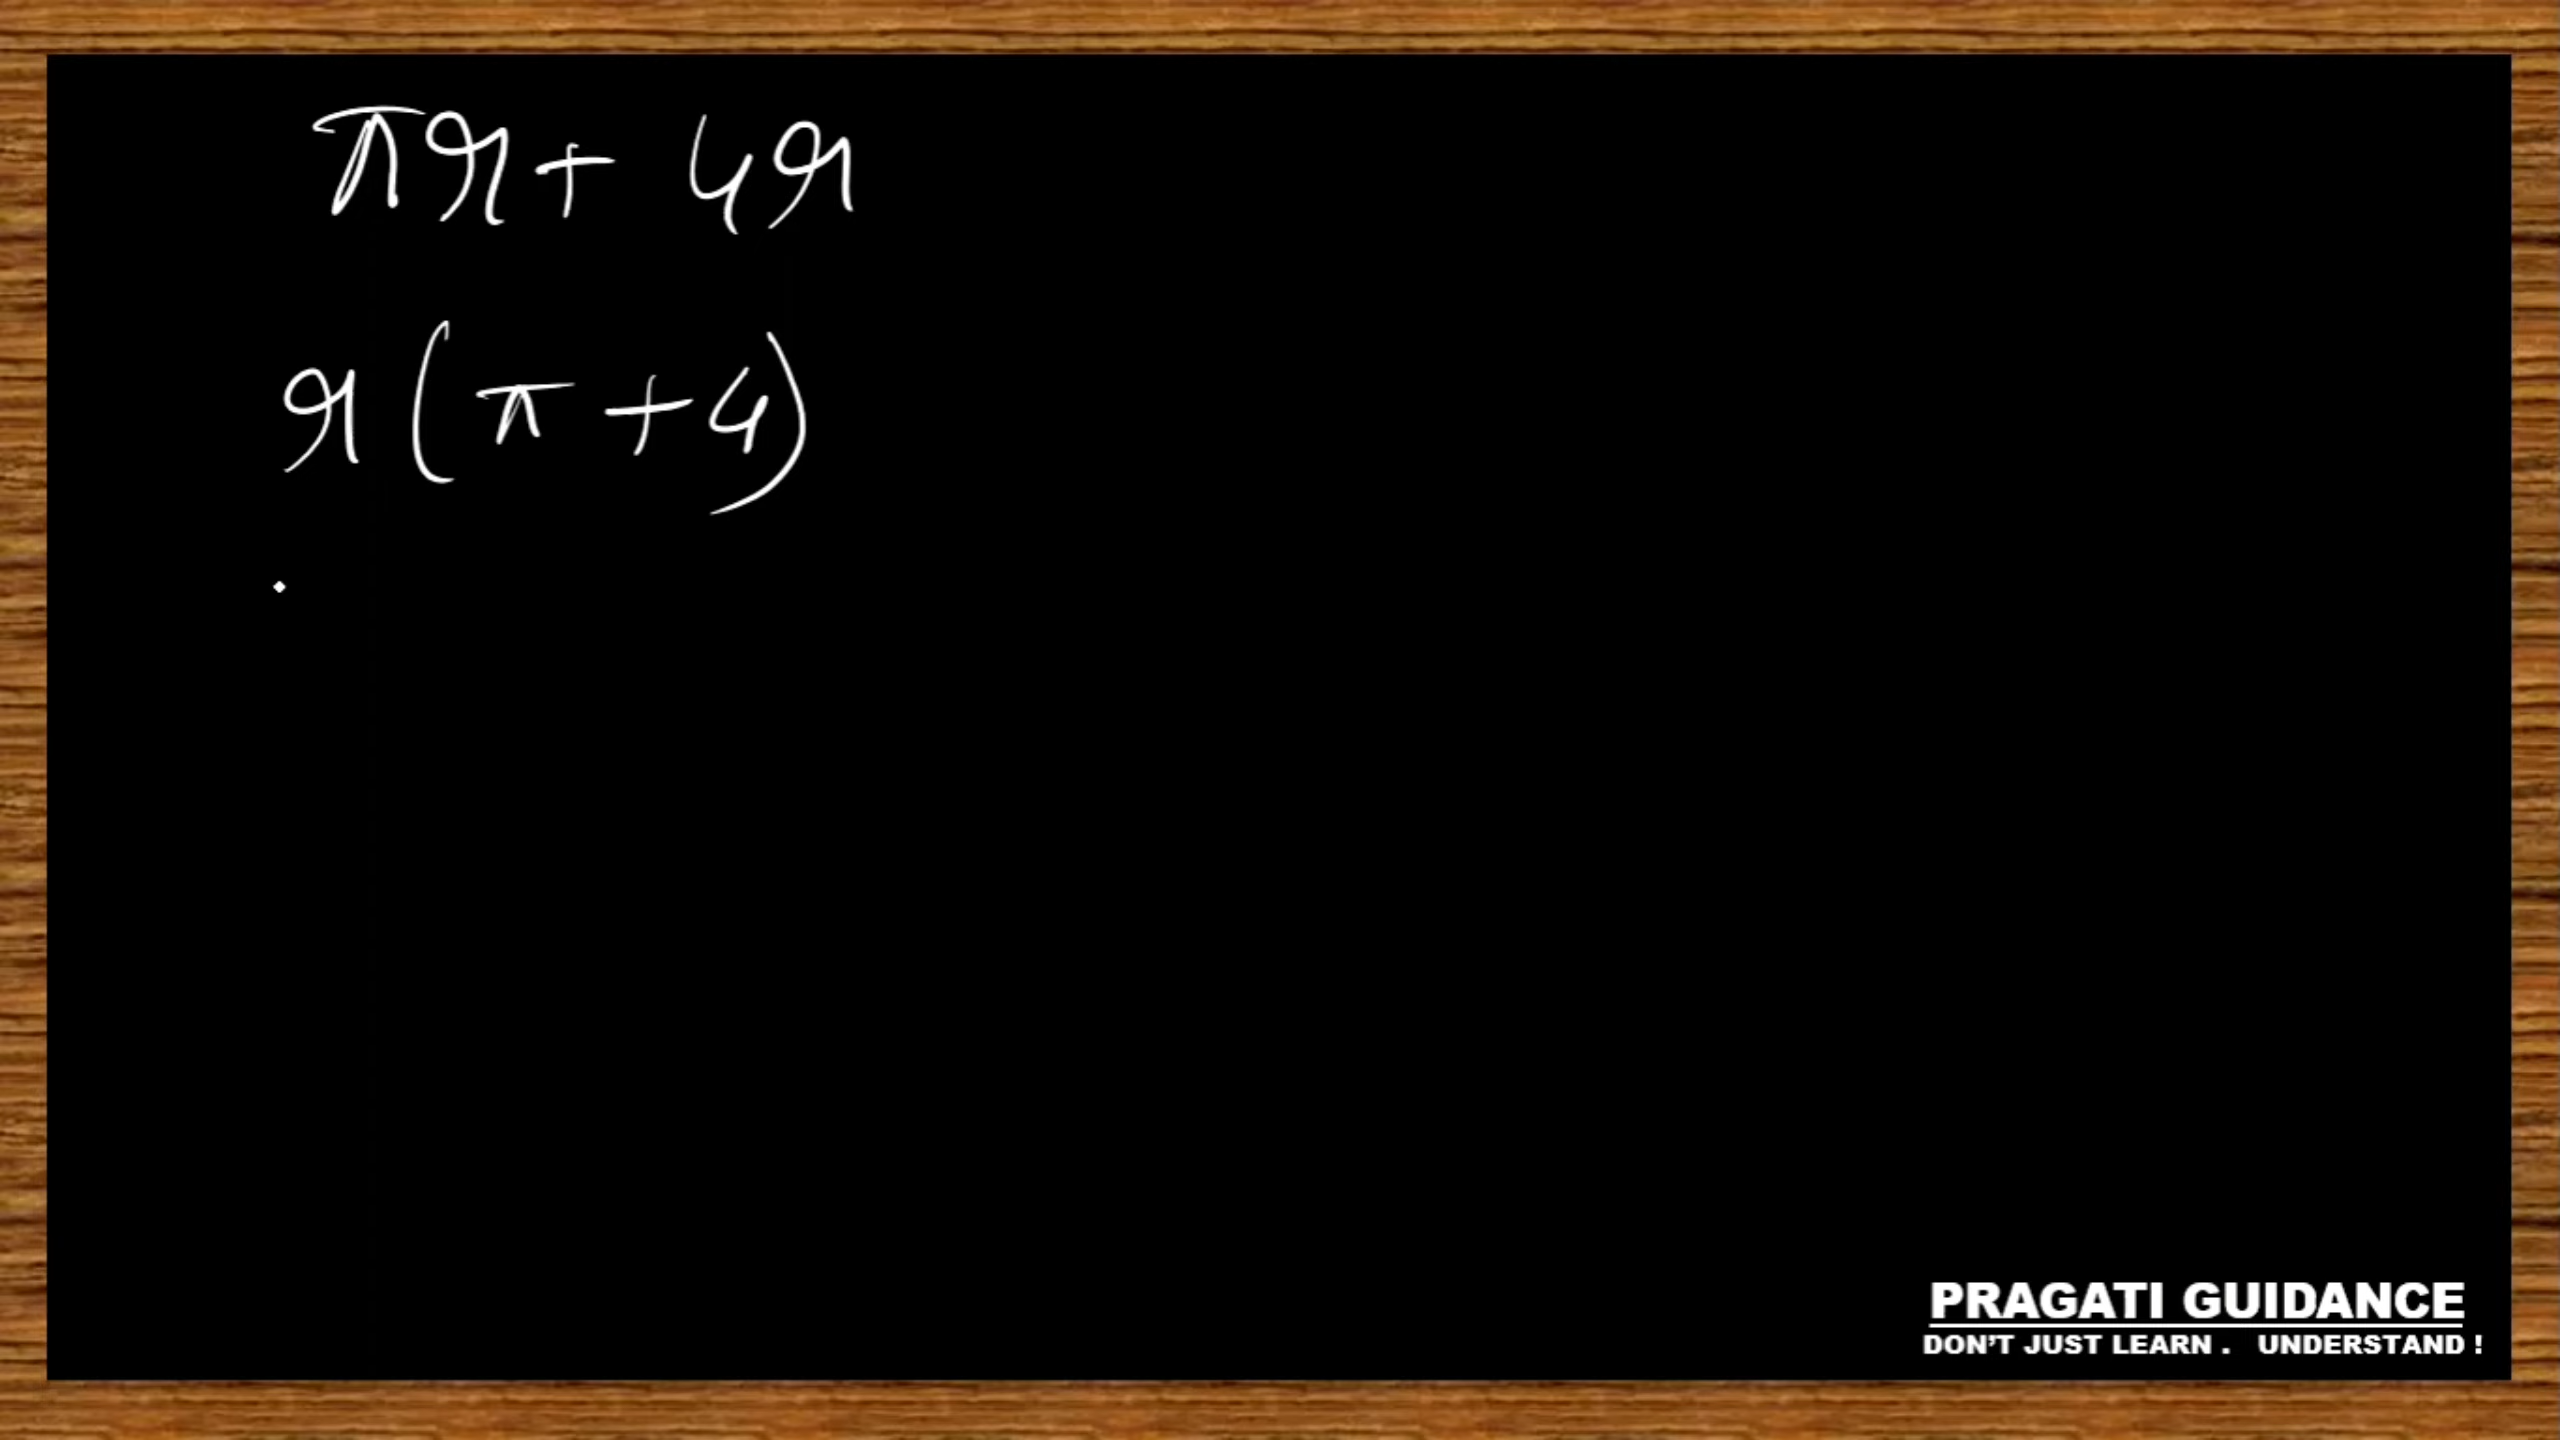 πr + 4r
r (π + 4)
PRAGATI GUIDANCE
DON'T JUST LEARN . UNDERSTAND !